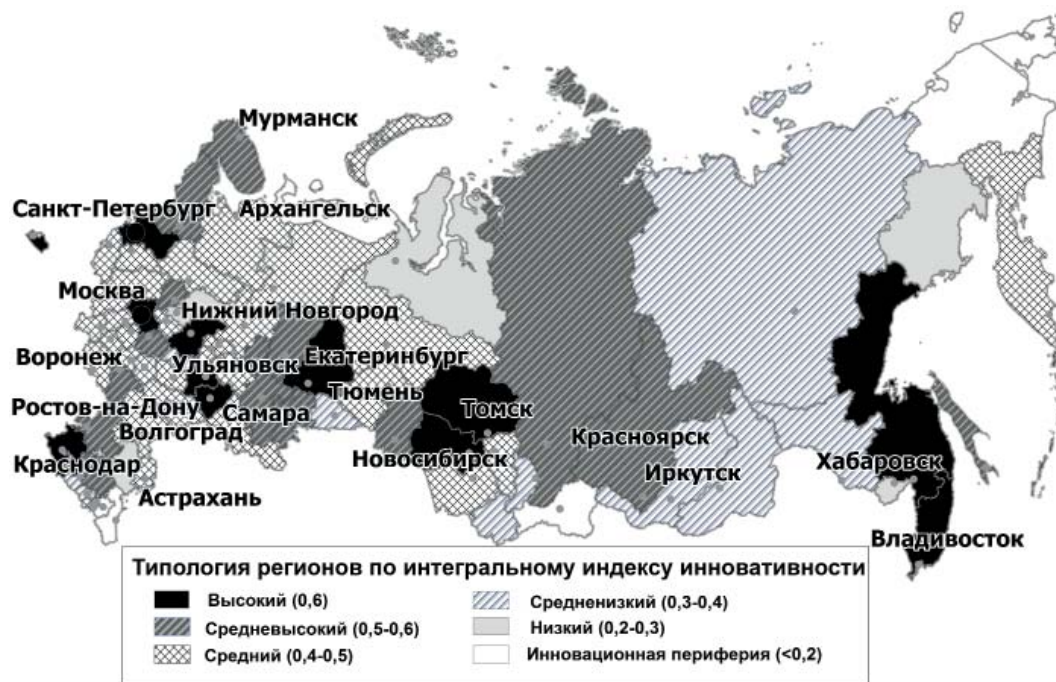 Мурманск
Санкт-Петербург
Архангельск
Москва
Нижний Новгород
Воронеж
Ульяновск
Екатеринбург
Тюмень
Ростов-на-Дону
Самара
Томск
Волгоград
Красноярск
Краснодар
Новосибирск
Иркутск
Хабаровск
Астрахань
Владивосток
Типология регионов по интегральному индексу инновативности
Высокий (0,6)
Средневысокий (0,5-0,6)
Средний (0,4-0,5)
Средненизкий (0,3-0,4)
Низкий (0,2-0,3)
Инновационная периферия (<0,2)